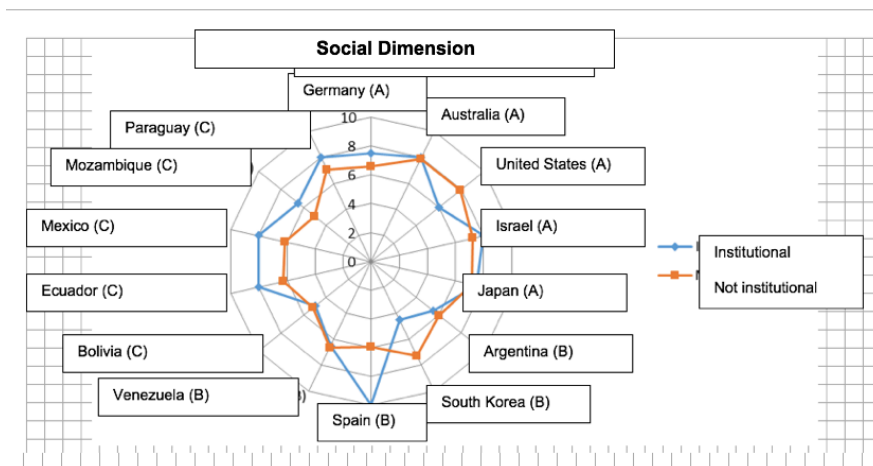 Social Dimension
Germany (A)
Paraguay (C)
Australia (A)
Mozambique (C)
United States (A)
Mexico (C)
Israel (A)
Ecuador (C)
Japan (A)
Bolivia (C)
Argentina (B)
Venezuela (B)
South Korea (B)
Spain (B)
10
8
6
4
2
0
Institutional
Not institutional